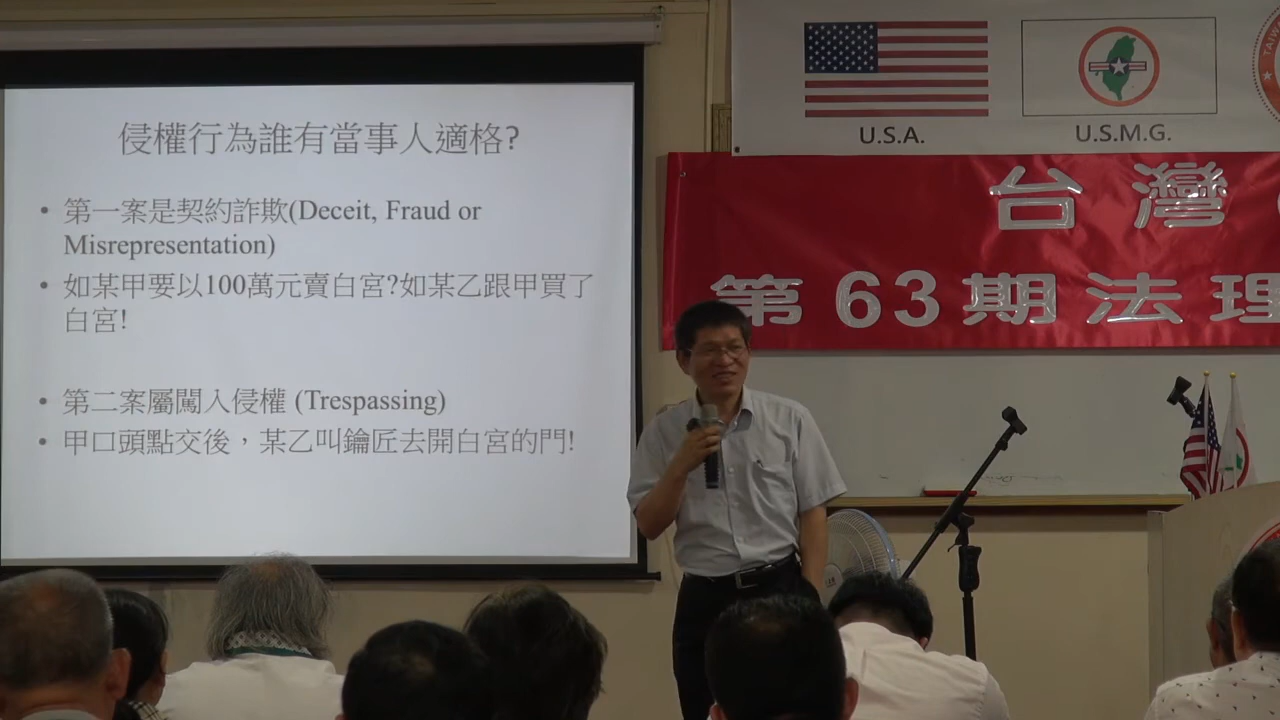 侵權行為誰有當事人適格?
• 第一案是契約詐欺(Deceit, Fraud or
Misrepresentation)
• 如某甲要以100萬元賣白宮?如某乙跟甲買了
白宮!
• 第二案屬闖入侵權 (Trespassing)
• 甲口頭點交後，某乙叫鑰匠去開白宮的門!
U.S.A.
U.S.M.G.
台灣
第63期法理